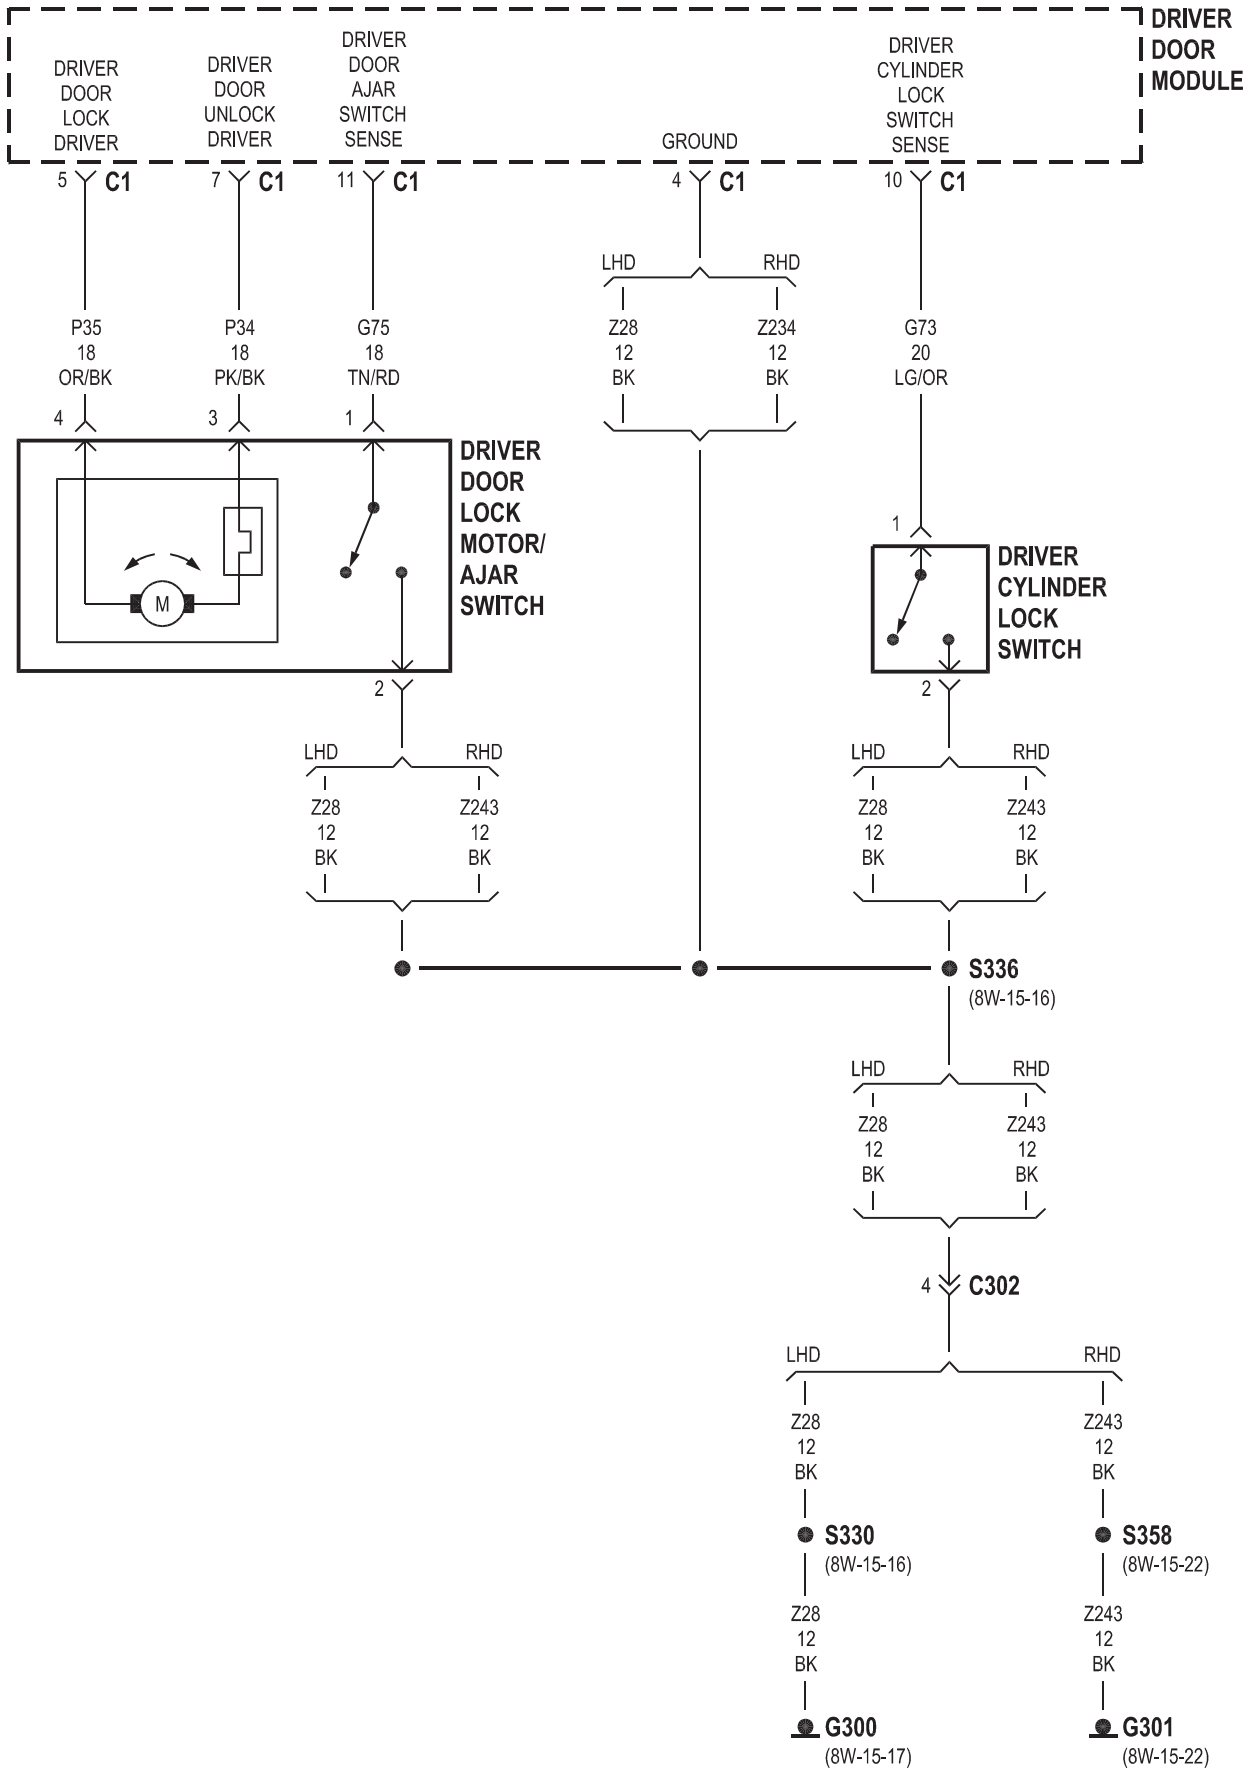 DRIVER
DOOR
MODULE
DRIVER
DOOR
LOCK
DRIVER
DRIVER
DOOR
UNLOCK
DRIVER
DRIVER
DOOR
AJAR
SWITCH
SENSE
GROUND
DRIVER
CYLINDER
LOCK
SWITCH
SENSE
5 C1
7 C1
11 C1
4 C1
10 C1
LHD
RHD
P35
18
OR/BK
P34
18
PK/BK
G75
18
TN/RD
Z28
12
BK
Z234
12
BK
G73
20
LG/OR
4
3
1
DRIVER
DOOR
LOCK
MOTOR/
AJAR
SWITCH
M
1
DRIVER
CYLINDER
LOCK
SWITCH
2
2
LHD
RHD
Z28
12
BK
Z243
12
BK
LHD
RHD
Z28
12
BK
Z243
12
BK
S336
(8W-15-16)
LHD
RHD
Z28
12
BK
Z243
12
BK
4 C302
LHD
RHD
Z28
12
BK
Z243
12
BK
S330
(8W-15-16)
S358
(8W-15-22)
Z28
12
BK
Z243
12
BK
G300
(8W-15-17)
G301
(8W-15-22)